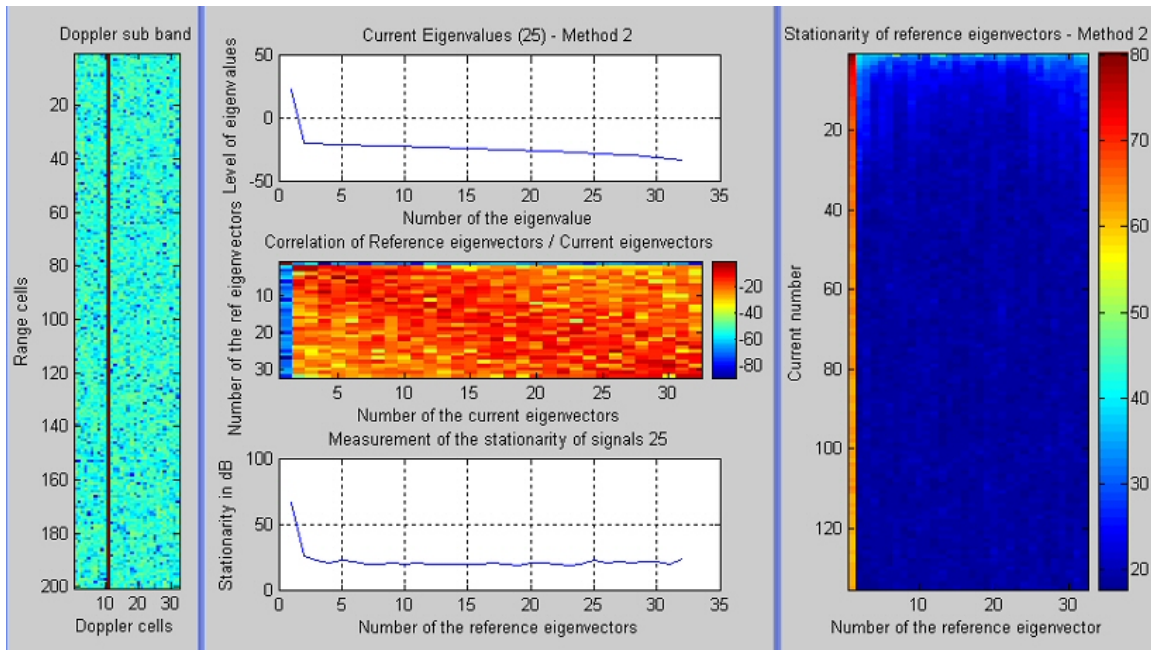 Doppler sub band
20
40
60
80
100
120
140
160
180
200
10 20 30
Range cells
Doppler cells
Current Eigenvalues (25) - Method 2
50
0
-50
0 5 10 15 20 25 30 35
Level of eigenvalues
Number of the eigenvalue
Correlation of Reference eigenvectors / Current eigenvectors
10
20
30
5 10 15 20 25 30
-20
-40
-60
-80
Number of the ref eigenvectors
Number of the current eigenvectors
Measurement of the stationarity of signals 25
100
50
0
0 5 10 15 20 25 30 35
Stationarity in dB
Number of the reference eigenvectors
Stationarity of reference eigenvectors - Method 2
20
40
60
80
100
120
10 20 30
80
70
60
50
40
30
20
Current number
Number of the reference eigenvector